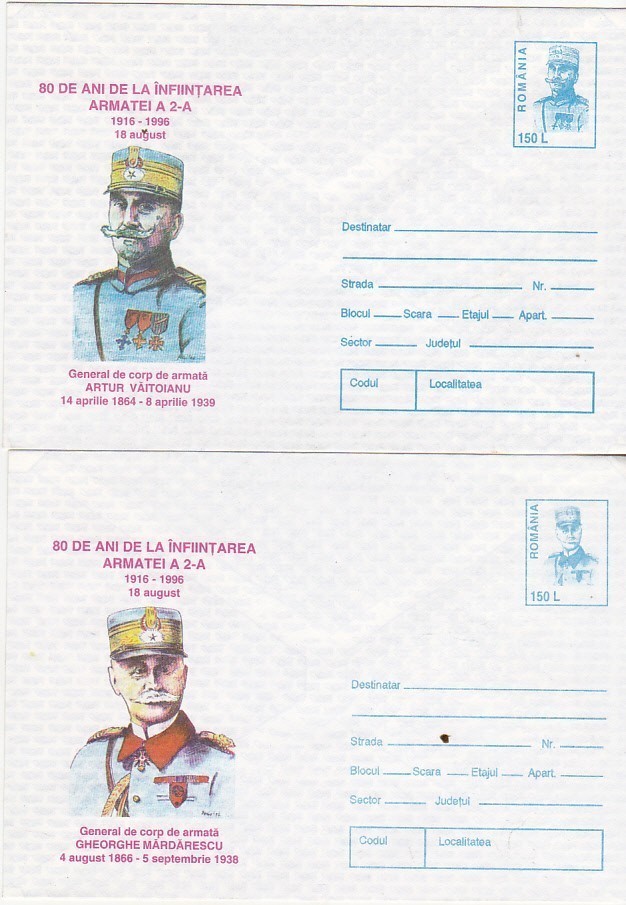 80 DE ANI DE LA ÎNFIINȚAREA
ARMATEI A 2-A
1916 - 1996
18 august
ROMÂNIA
150 L
Destinatar
Strada Nr.
Blocul Scara Etajul Apart.
Sector Județul
Codul Localitatea
General de corp de armată
ARTUR VĂITOIANU
14 aprilie 1864 - 8 aprilie 1939
80 DE ANI DE LA ÎNFIINȚAREA
ARMATEI A 2-A
1916 - 1996
18 august
ROMÂNIA
150 L
Destinatar
Strada Nr.
Blocul Scara Etajul Apart.
Sector Județul
Codul Localitatea
General de corp de armată
GHEORGHE MĂRDĂRESCU
4 august 1866 - 5 septembrie 1938